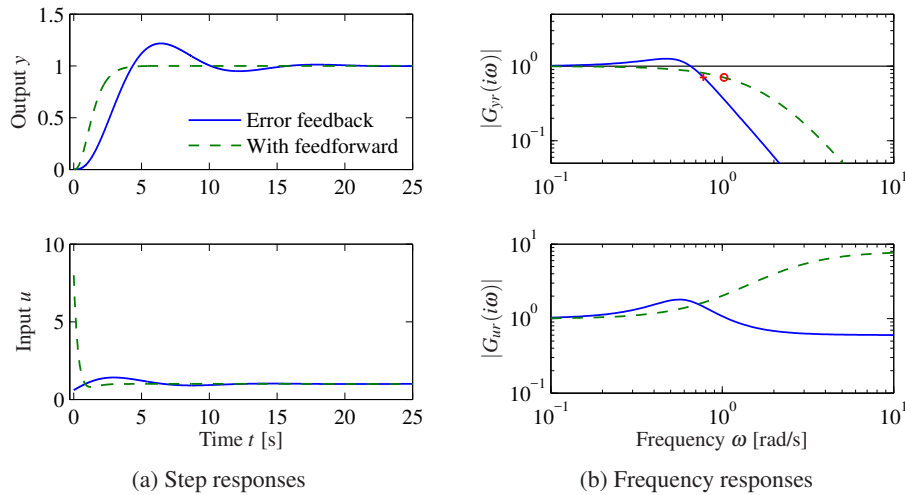 1.5
1
0.5
0
Output y
0 5 10 15 20 25
Error feedback
With feedforward
10
5
0
Input u
0 5 10 15 20 25
Time t [s]
(a) Step responses
10^0
10^-1
|G_yr(iω)|
10^-1 10^0 10^1
10^1
10^0
10^-1
|G_ur(iω)|
10^-1 10^0 10^1
Frequency ω [rad/s]
(b) Frequency responses